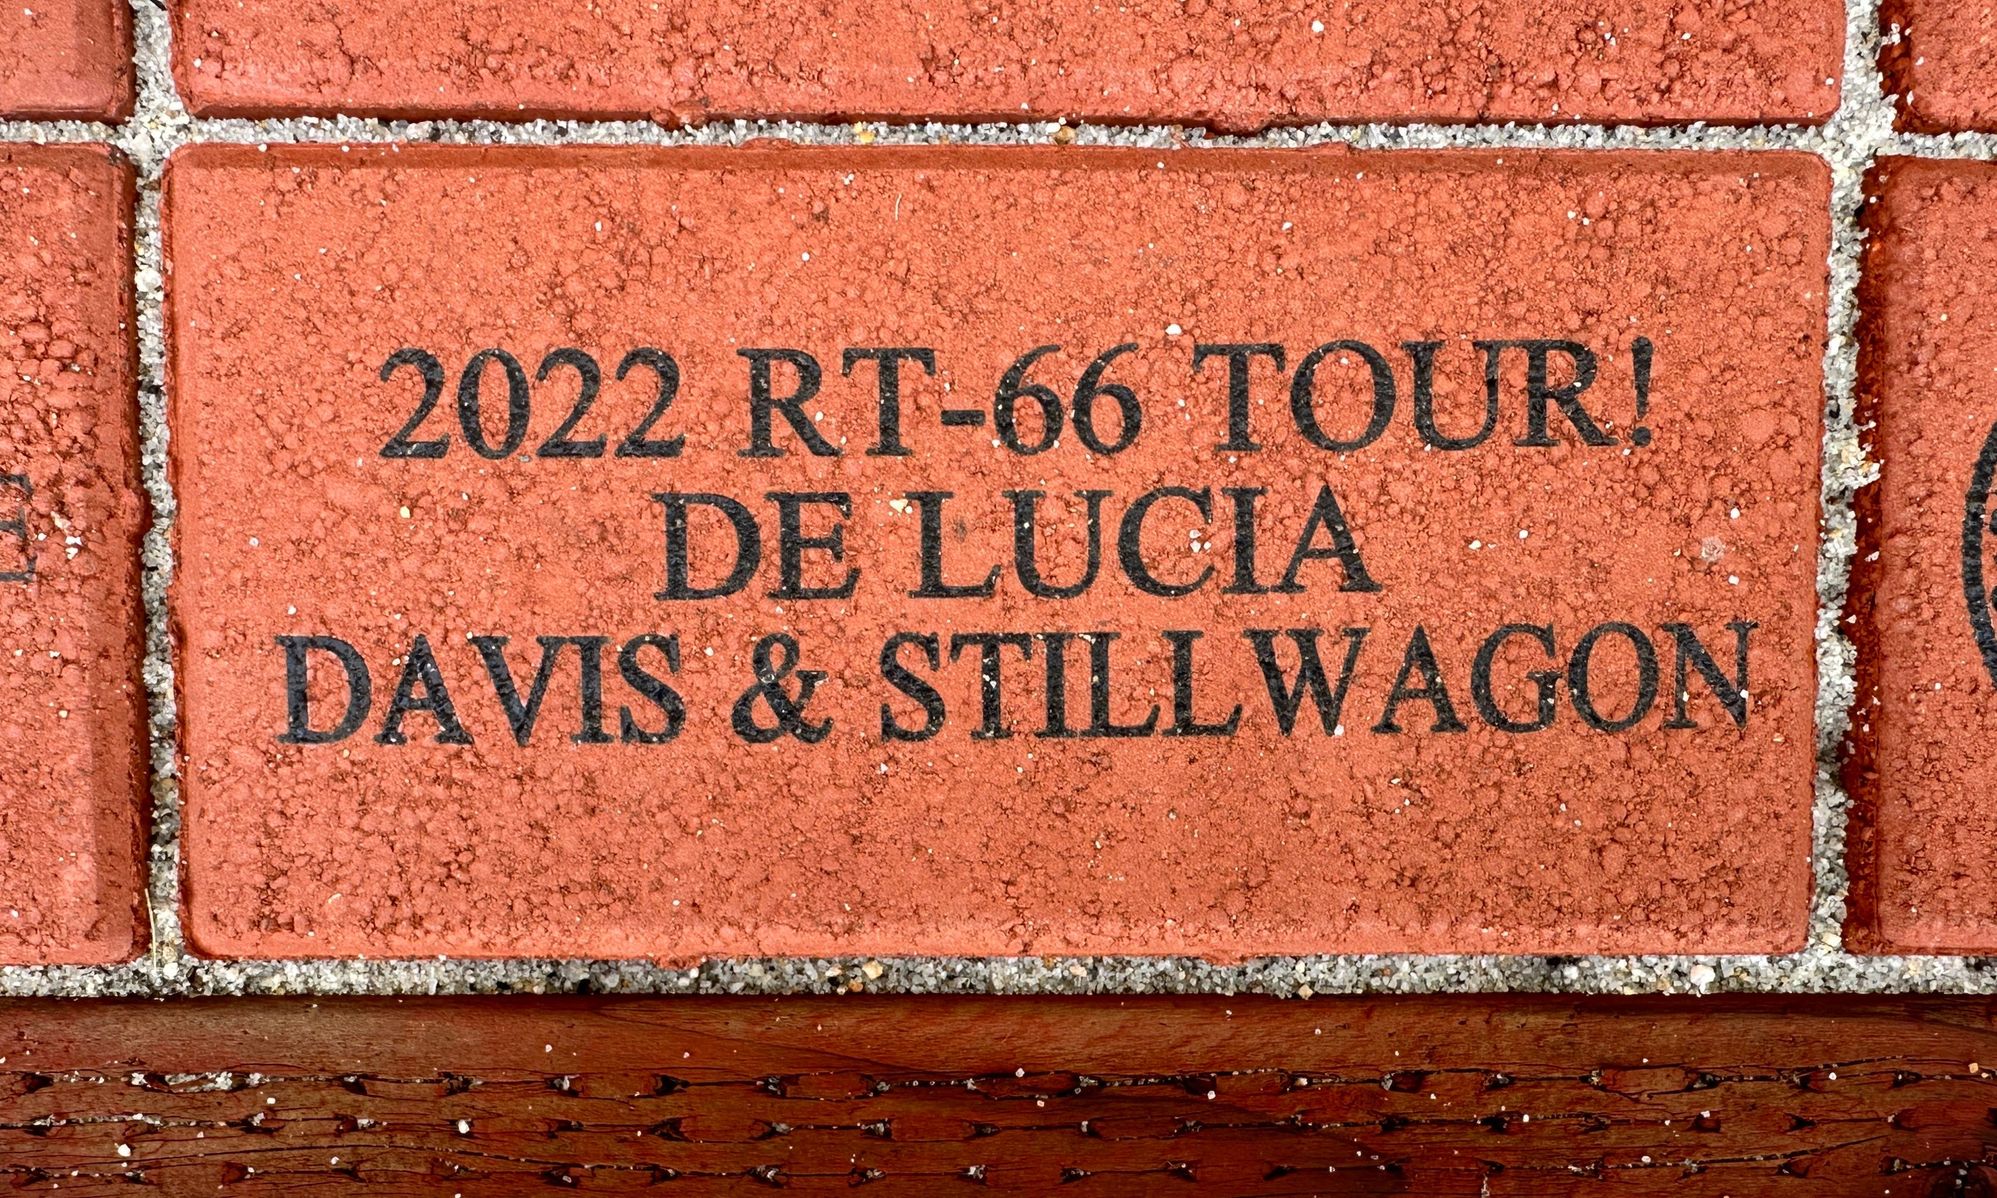 2022 RT-66 TOUR!
DE LUCIA
DAVIS & STILLWAGON